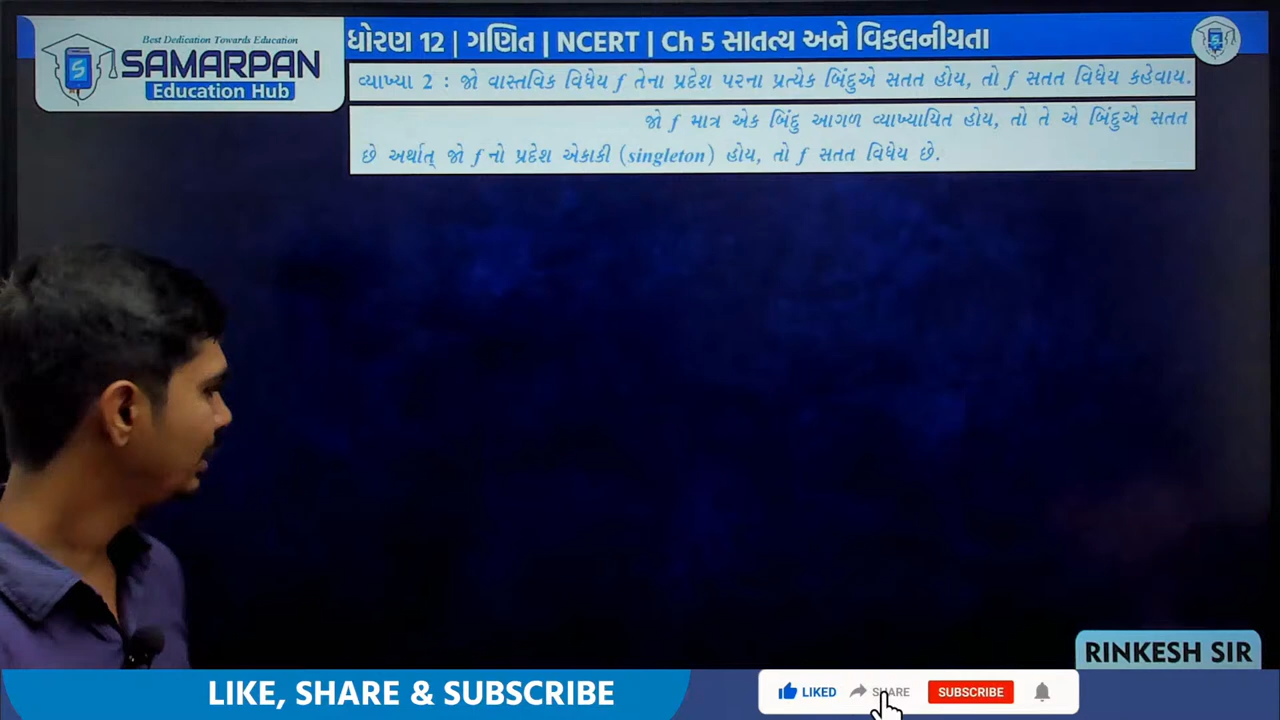 Best Dedication Towards Education
SAMARPAN
Education Hub
ધોરણ 12 | ગણિત | NCERT | Ch 5 સાતત્ય અને વિકલનીયતા
વ્યાખ્યા 2 : જો વાસ્તવિક વિધેય f તેના પ્રદેશ પરના પ્રત્યેક બિંદુએ સતત હોય, તો f સતત વિધેય કહેવાય.
જો f માત્ર એક બિંદુ આગળ વ્યાખ્યાયિત હોય, તો તે એ બિંદુએ સતત
છે અર્થાત્ જો f નો પ્રદેશ એકાકી (singleton) હોય, તો f સતત વિધેય છે.
RINKESH SIR
LIKE, SHARE & SUBSCRIBE
LIKED SHARE SUBSCRIBE